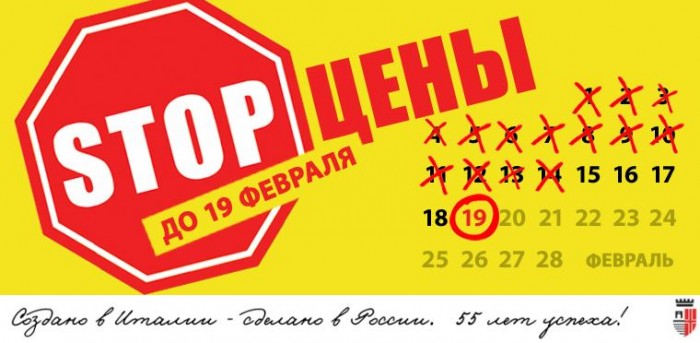 STOP ЦЕНЫ
ДО 19 ФЕВРАЛЯ
1 2 3
4 5 6 7 8 9 10
11 12 13 14 15 16 17
18 19 20 21 22 23 24
25 26 27 28 ФЕВРАЛЬ
Создано в Италии - сделано в России. 55 лет успеха!